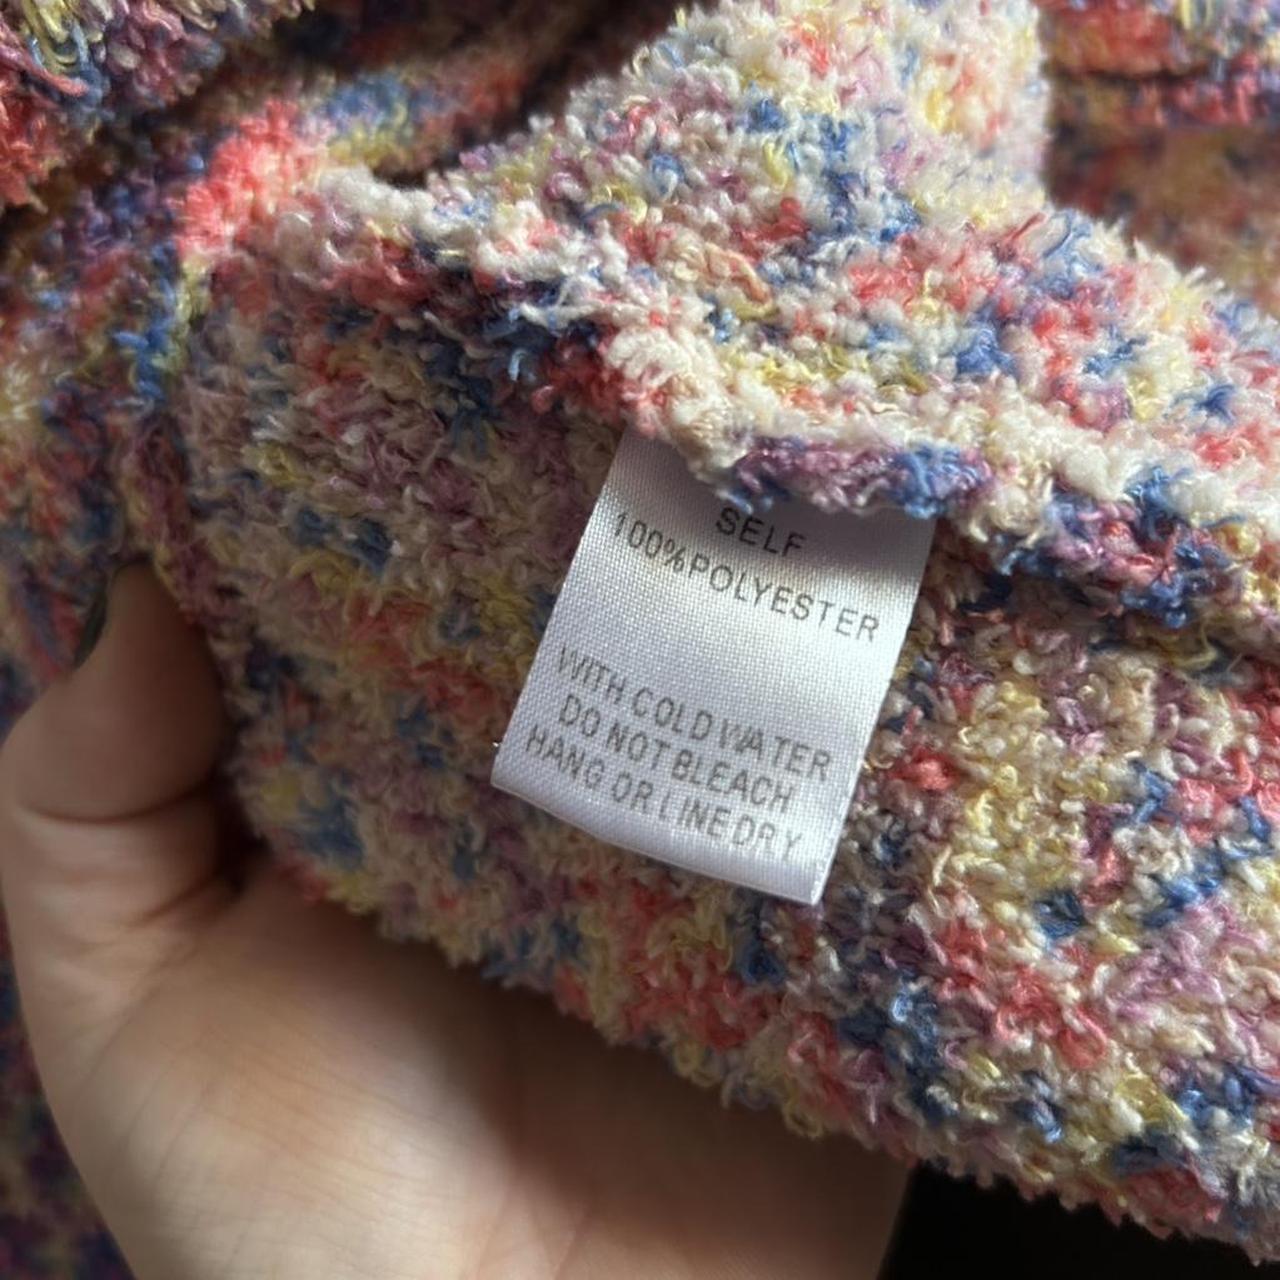 SELF
100%POLYESTER
WITH COLD WATER
DO NOT BLEACH
HANG OR LINE DRY